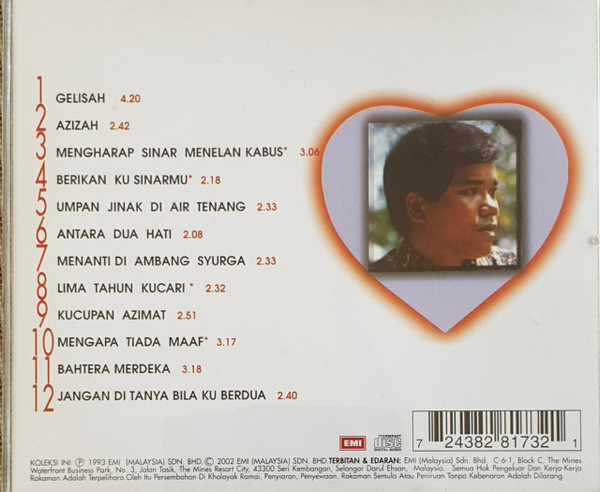 1 GELISAH 4.20
2 AZIZAH 2.42
3 MENGHARAP SINAR MENELAN KABUS* 3.06
4 BERIKAN KU SINARMU* 2.18
5 UMPAN JINAK DI AIR TENANG 2.33
6 ANTARA DUA HATI 2.08
7 MENANTI DI AMBANG SYURGA 2.33
8 LIMA TAHUN KUCARI * 2.32
9 KUCUPAN AZIMAT 2.51
10 MENGAPA TIADA MAAF* 3.17
11 BAHTERA MERDEKA 3.18
12 JANGAN DI TANYA BILA KU BERDUA 2.40
EMI COMPACT disc DIGITAL AUDIO
7 24382 81732 1
KOLEKSI INI: Ⓟ 1993 EMI (MALAYSIA) SDN. BHD. © 2002 EMI (MALAYSIA) SDN. BHD. TERBITAN & EDARAN: EMI (Malaysia) Sdn. Bhd. C-6-1, Block C, The Mines
Waterfront Business Park, No. 3, Jalan Tasik, The Mines Resort City, 43300 Seri Kembangan, Selangor Darul Ehsan, Malaysia. Semua Hak Pengeluar Dan Kerja-Kerja
Rakaman Adalah Terpelihara Oleh Itu Persembahan Di Khalayak Ramai, Penyiaran, Penyewaan, Rakaman Semula Atau Penyiruan Tanpa Kebenaran Adalah Dilarang.